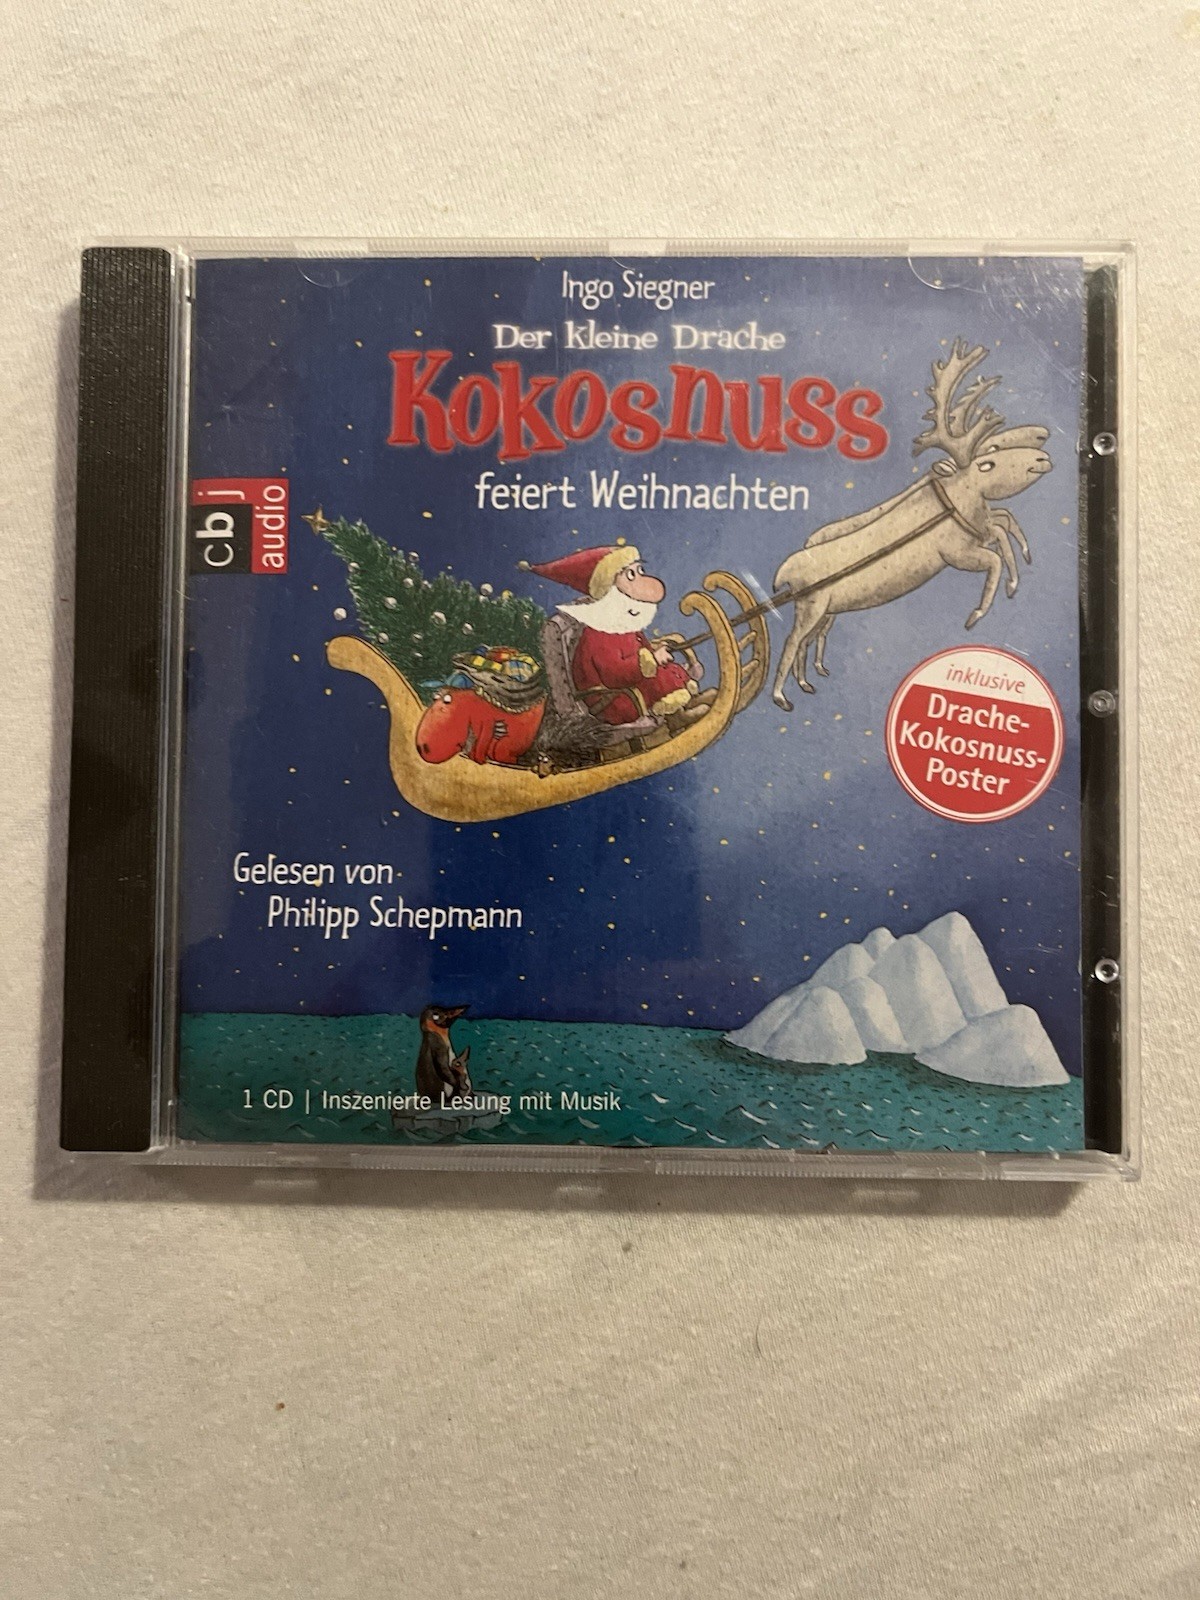 Ingo Siegner
Der kleine Drache
Kokosnuss
feiert Weihnachten
cbj
audio
inklusive
Drache-
Kokosnuss-
Poster
Gelesen von
Philipp Schepmann
1 CD | Inszenierte Lesung mit Musik